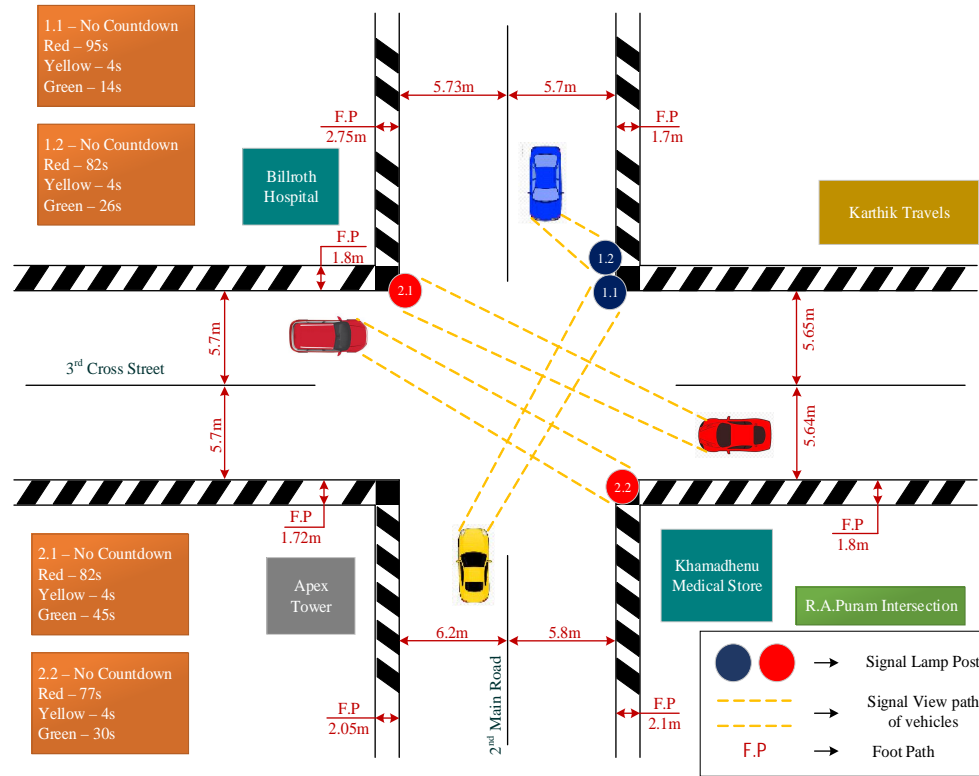 1.1 – No Countdown
Red – 95s
Yellow – 4s
Green – 14s
1.2 – No Countdown
Red – 82s
Yellow – 4s
Green – 26s
5.73m
5.7m
F.P
2.75m
F.P
1.7m
Billroth
Hospital
Karthik Travels
F.P
1.8m
1.2
1.1
2.1
5.7m
5.65m
3rd Cross Street
5.7m
5.64m
2.2
F.P
1.72m
F.P
1.8m
2.1 – No Countdown
Red – 82s
Yellow – 4s
Green – 45s
Apex
Tower
Khamadhenu
Medical Store
R.A.Puram Intersection
6.2m
5.8m
2.2 – No Countdown
Red – 77s
Yellow – 4s
Green – 30s
F.P
2.05m
2nd Main Road
F.P
2.1m
Signal Lamp Post
Signal View path
of vehicles
F.P
Foot Path